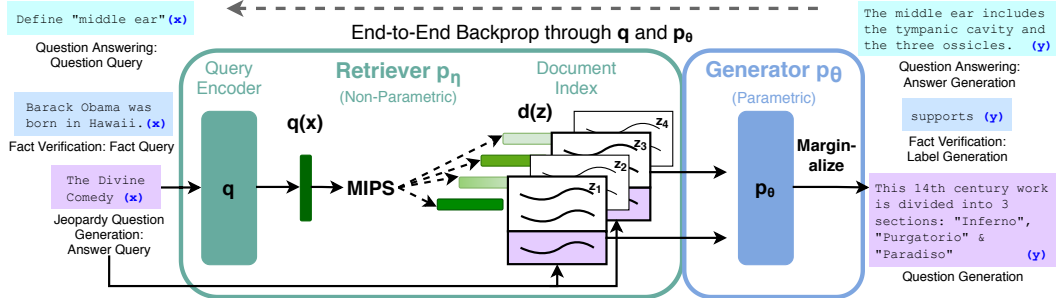 Define "middle ear"(x)
Question Answering:
Question Query
Barack Obama was
born in Hawaii.(x)
Fact Verification: Fact Query
The Divine
Comedy (x)
Jeopardy Question
Generation:
Answer Query
End-to-End Backprop through q and pθ
Query
Encoder
q
Retriever pη
(Non-Parametric)
q(x)
MIPS
Document
Index
d(z)
z4
z3
z2
z1
Generator pθ
(Parametric)
pθ
Margin-
alize
The middle ear includes
the tympanic cavity and
the three ossicles. (y)
Question Answering:
Answer Generation
supports (y)
Fact Verification:
Label Generation
This 14th century work
is divided into 3
sections: "Inferno",
"Purgatorio" &
"Paradiso" (y)
Question Generation